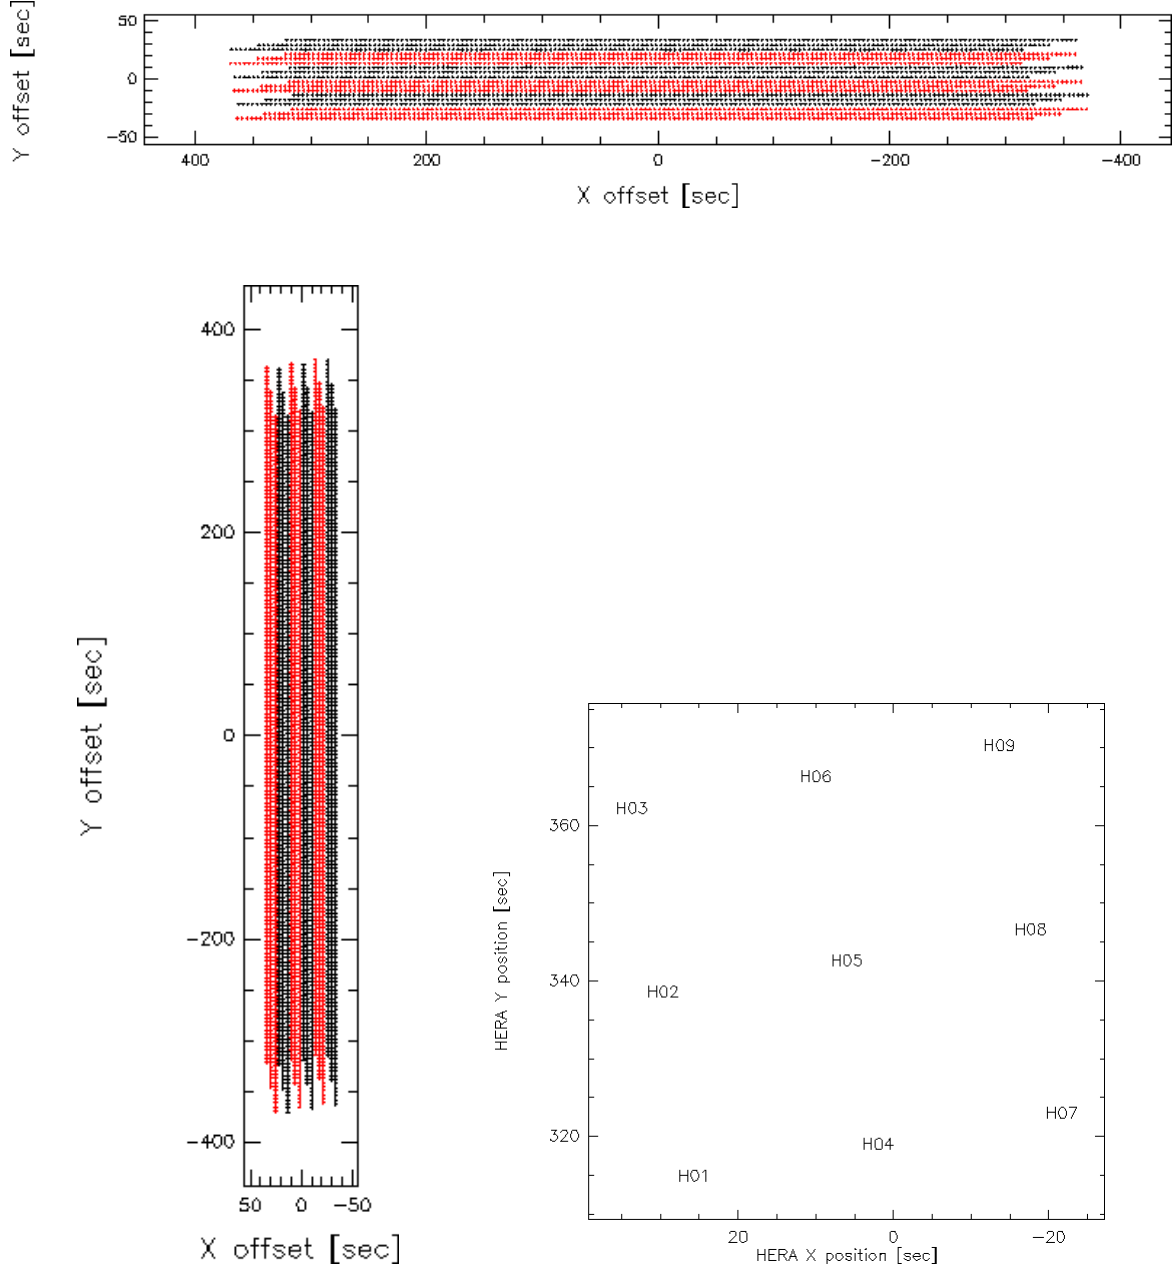 Y offset [sec]
50
0
−50
400 200 0 −200 −400
X offset [sec]
400
200
0
−200
−400
Y offset [sec]
50 0 −50
X offset [sec]
H09
H06
H03
360
H08
H05
340
H02
H07
320
H04
H01
HERA Y position [sec]
20 0 −20
HERA X position [sec]